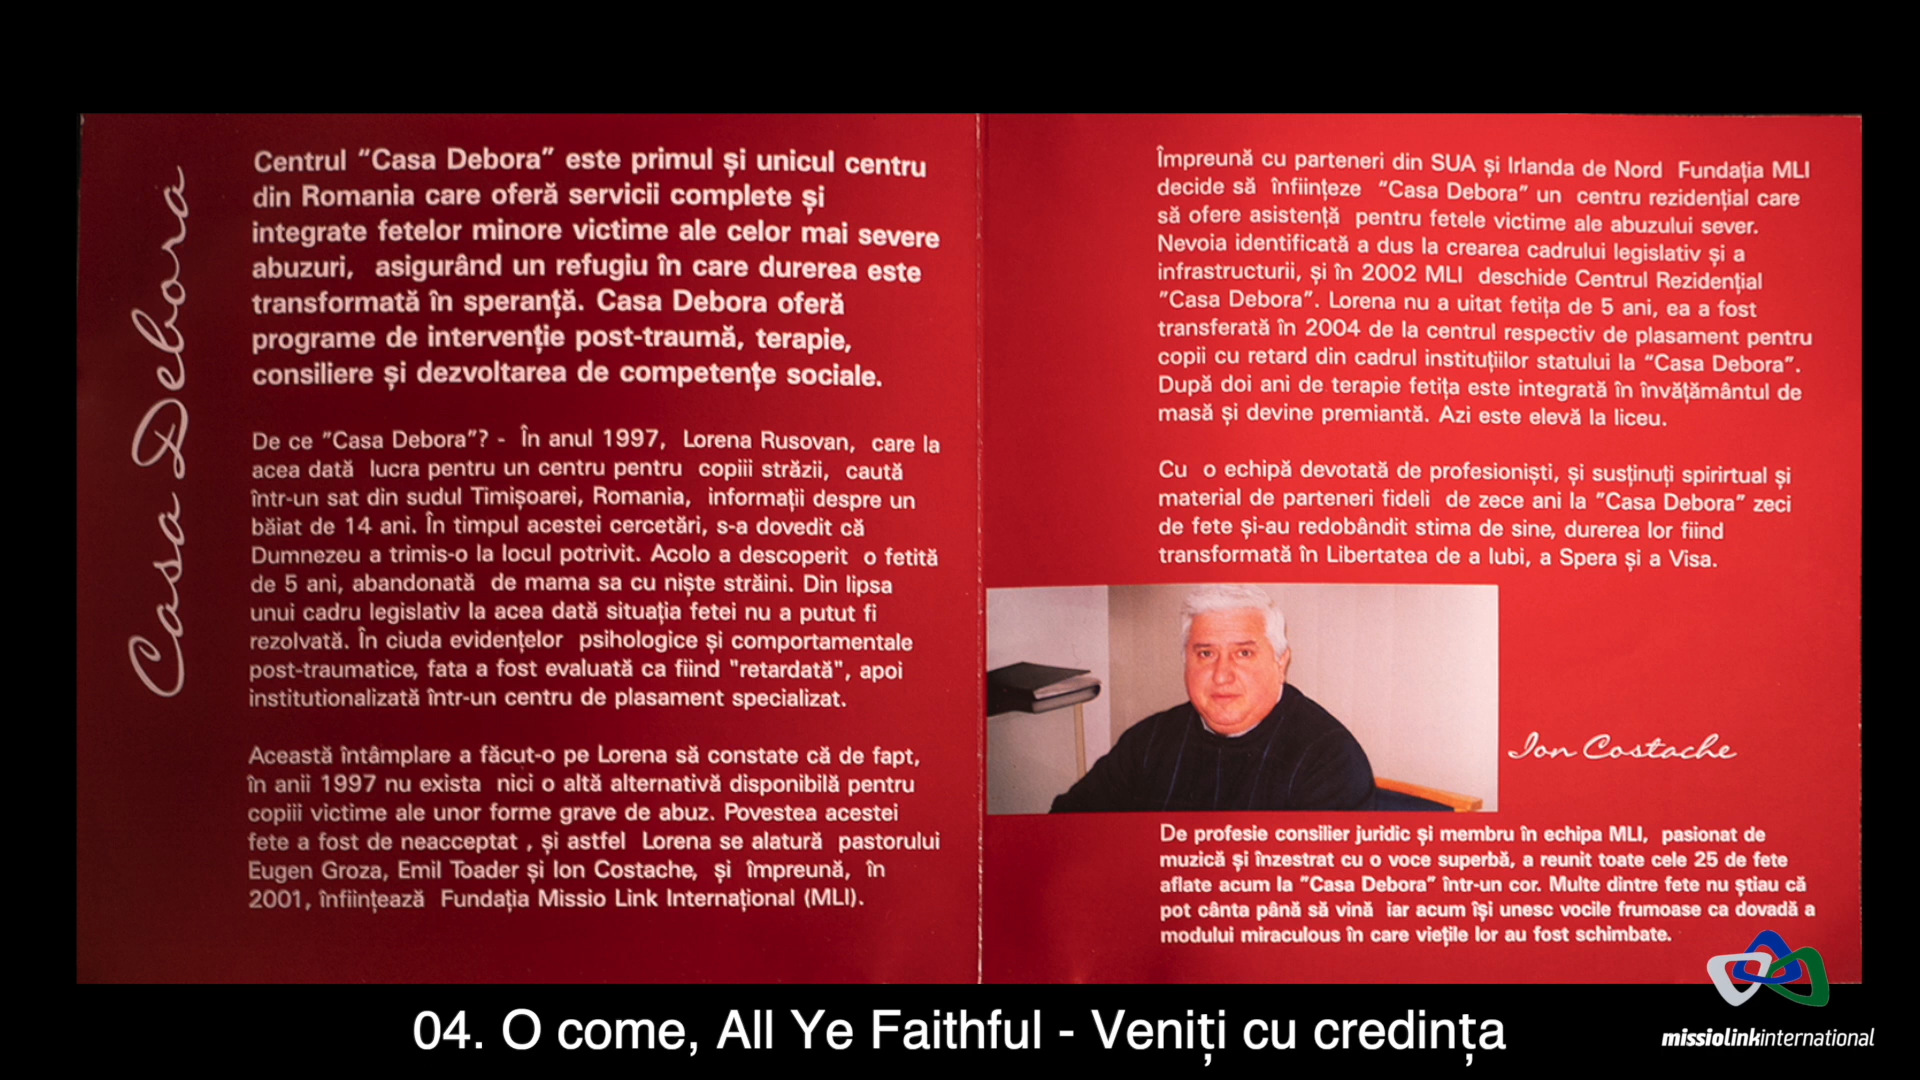 Casa Debora
Centrul "Casa Debora" este primul și unicul centru
din Romania care oferă servicii complete și
integrate fetelor minore victime ale celor mai severe
abuzuri, asigurând un refugiu în care durerea este
transformată în speranță. Casa Debora oferă
programe de intervenție post-traumă, terapie,
consiliere și dezvoltarea de competențe sociale.
De ce "Casa Debora"? - În anul 1997, Lorena Rusovan, care la
acea dată lucra pentru un centru pentru copiii străzii, caută
într-un sat din sudul Timișoarei, Romania, informații despre un
băiat de 14 ani. În timpul acestei cercetări, s-a dovedit că
Dumnezeu a trimis-o la locul potrivit. Acolo a descoperit o fetită
de 5 ani, abandonată de mama sa cu niște străini. Din lipsa
unui cadru legislativ la acea dată situația fetei nu a putut fi
rezolvată. În ciuda evidențelor psihologice și comportamentale
post-traumatice, fata a fost evaluată ca fiind "retardată", apoi
institutionalizată într-un centru de plasament specializat.
Această întâmplare a făcut-o pe Lorena să constate că de fapt,
în anii 1997 nu exista nici o altă alternativă disponibilă pentru
copiii victime ale unor forme grave de abuz. Povestea acestei
fete a fost de neacceptat , și astfel Lorena se alatură pastorului
Eugen Groza, Emil Toader și Ion Costache, și împreună, în
2001, înființează Fundația Missio Link Internațional (MLI).
Împreună cu parteneri din SUA și Irlanda de Nord Fundația MLI
decide să înființeze "Casa Debora" un centru rezidențial care
să ofere asistență pentru fetele victime ale abuzului sever.
Nevoia identificată a dus la crearea cadrului legislativ și a
infrastructurii, și în 2002 MLI deschide Centrul Rezidențial
"Casa Debora". Lorena nu a uitat fetița de 5 ani, ea a fost
transferată în 2004 de la centrul respectiv de plasament pentru
copii cu retard din cadrul instituțiilor statului la "Casa Debora".
După doi ani de terapie fetița este integrată în învățământul de
masă și devine premiantă. Azi este elevă la liceu.
Cu o echipă devotată de profesioniști, și susținuți spirirtual și
material de parteneri fideli de zece ani la "Casa Debora" zeci
de fete și-au redobândit stima de sine, durerea lor fiind
transformată în Libertatea de a Iubi, a Spera și a Visa.
Ion Costache
De profesie consilier juridic și membru în echipa MLI, pasionat de
muzică și înzestrat cu o voce superbă, a reunit toate cele 25 de fete
aflate acum la "Casa Debora" într-un cor. Multe dintre fete nu știau că
pot cânta până să vină iar acum își unesc vocile frumoase ca dovadă a
modului miraculous în care viețile lor au fost schimbate.
04. O come, All Ye Faithful - Veniți cu credința
missiolinkinternational